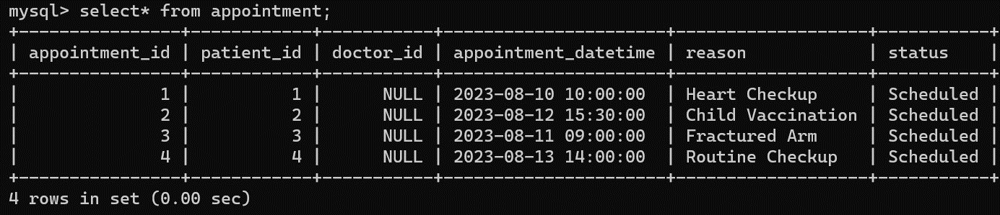 mysql> select* from appointment;
+----------------+------------+-----------+----------------------+-------------------+-----------+
| appointment_id | patient_id | doctor_id | appointment_datetime | reason            | status    |
+----------------+------------+-----------+----------------------+-------------------+-----------+
|              1 |          1 |      NULL | 2023-08-10 10:00:00  | Heart Checkup     | Scheduled |
|              2 |          2 |      NULL | 2023-08-12 15:30:00  | Child Vaccination | Scheduled |
|              3 |          3 |      NULL | 2023-08-11 09:00:00  | Fractured Arm     | Scheduled |
|              4 |          4 |      NULL | 2023-08-13 14:00:00  | Routine Checkup   | Scheduled |
+----------------+------------+-----------+----------------------+-------------------+-----------+
4 rows in set (0.00 sec)